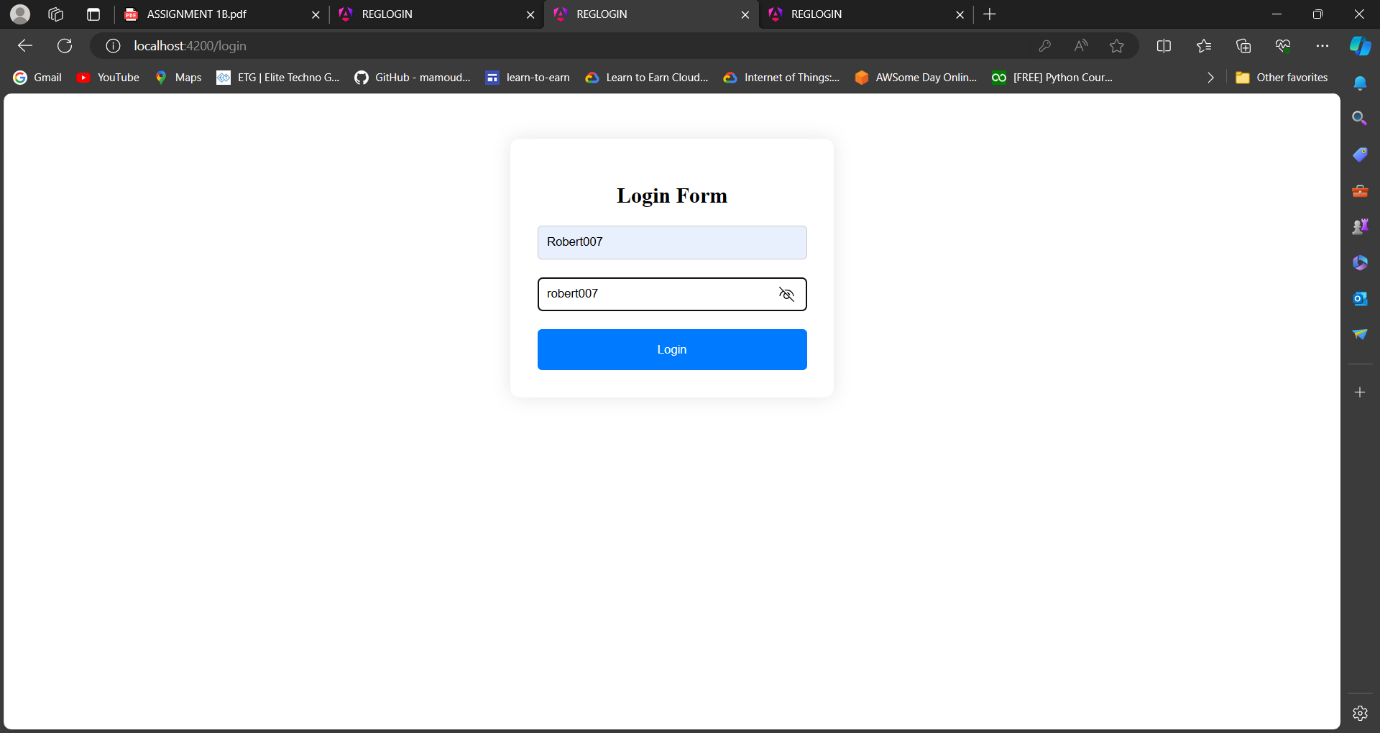 ASSIGNMENT 1B.pdf
REGLOGIN
REGLOGIN
REGLOGIN
localhost:4200/login
Gmail
YouTube
Maps
ETG | Elite Techno G...
GitHub - mamoud...
learn-to-earn
Learn to Earn Cloud...
Internet of Things:...
AWSome Day Onlin...
[FREE] Python Cour...
Other favorites
Login Form
Robert007
robert007
Login